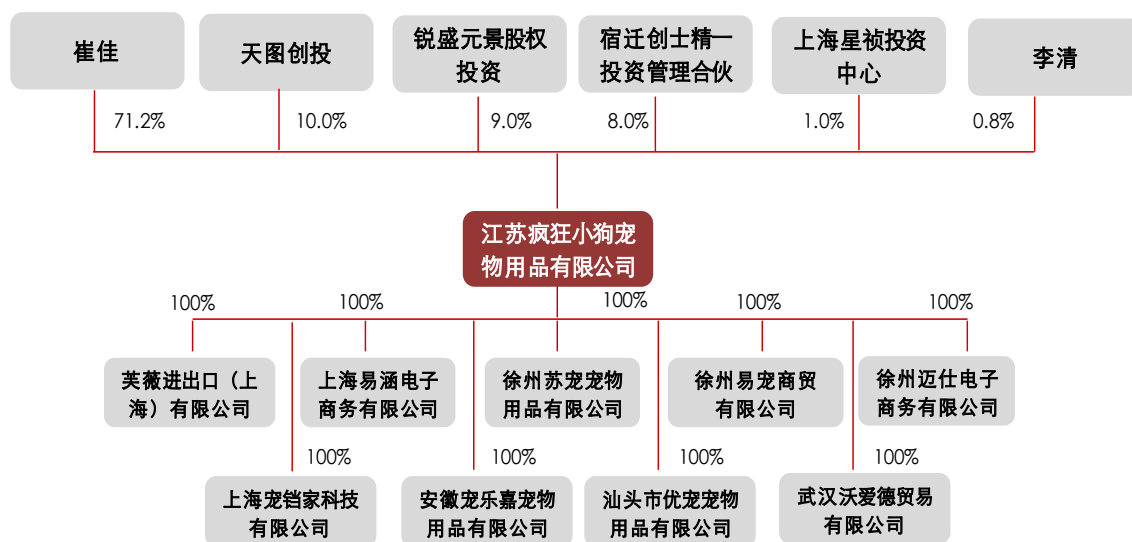 崔佳
天图创投
锐盛元景股权
投资
宿迁创士精一
投资管理合伙
上海星祯投资
中心
李清
71.2%
10.0%
9.0%
8.0%
1.0%
0.8%
江苏疯狂小狗宠
物用品有限公司
100%
100%
100%
100%
100%
芙薇进出口（上
海）有限公司
上海易涵电子
商务有限公司
徐州苏宠宠物
用品有限公司
徐州易宠商贸
有限公司
徐州迈仕电子
商务有限公司
100%
100%
100%
100%
上海宠铛家科技
有限公司
安徽宠乐嘉宠物
用品有限公司
汕头市优宠宠物
用品有限公司
武汉沃爱德贸易
有限公司